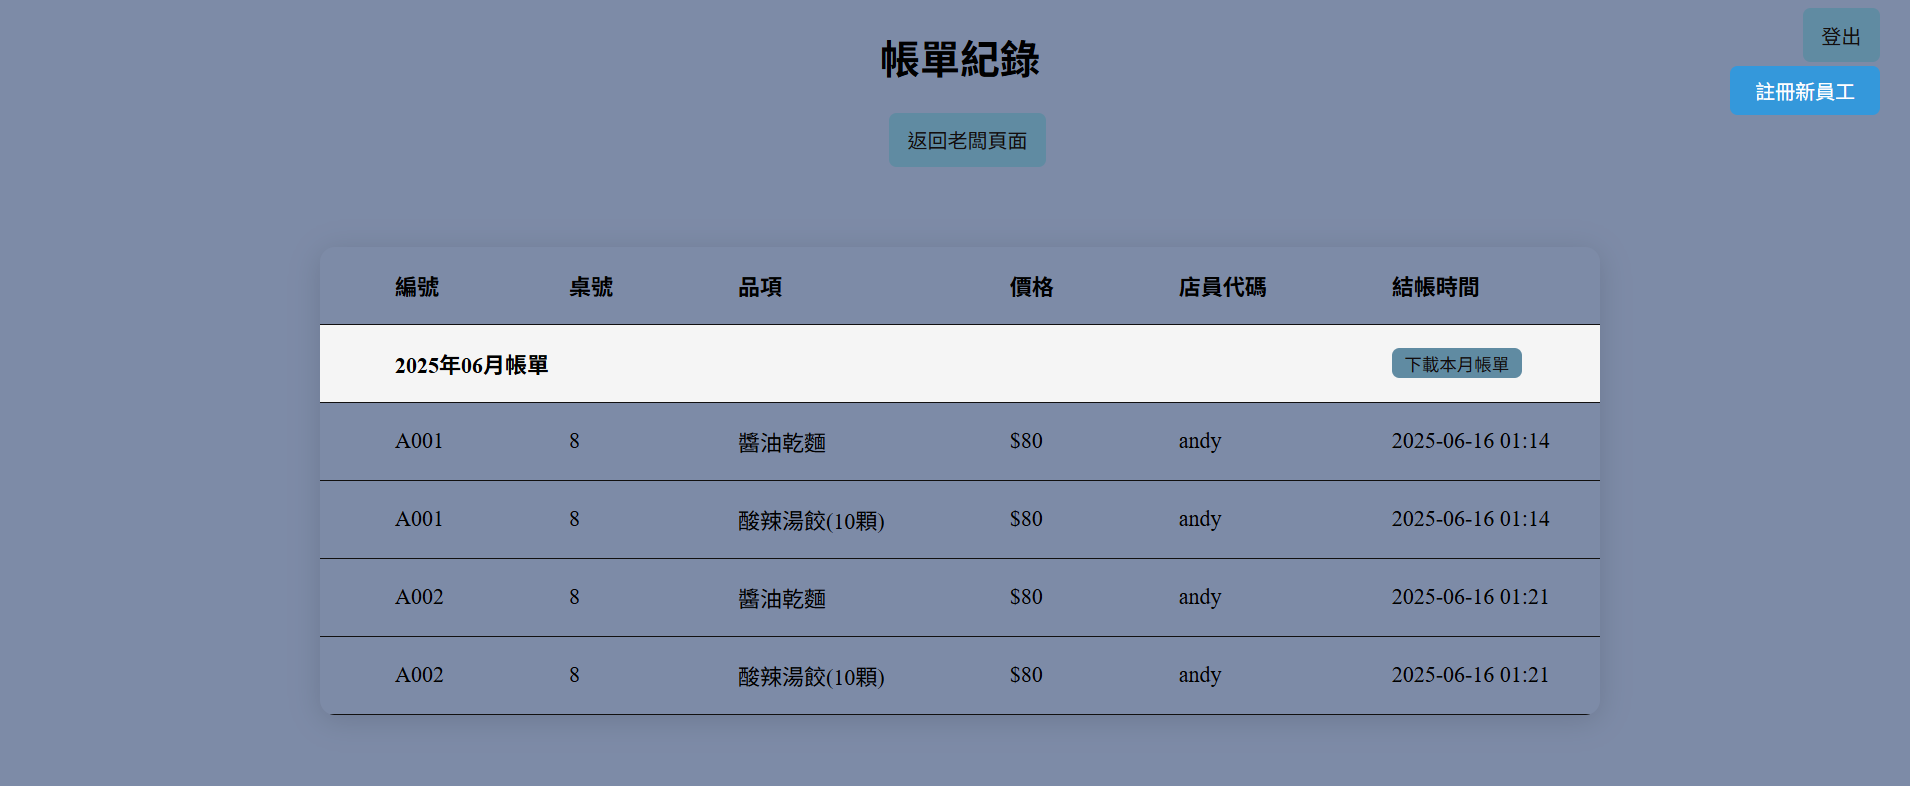 登出
帳單紀錄
註冊新員工
返回老闆頁面
編號 桌號 品項 價格 店員代碼 結帳時間
2025年06月帳單 下載本月帳單
A001 8 醬油乾麵 $80 andy 2025-06-16 01:14
A001 8 酸辣湯餃(10顆) $80 andy 2025-06-16 01:14
A002 8 醬油乾麵 $80 andy 2025-06-16 01:21
A002 8 酸辣湯餃(10顆) $80 andy 2025-06-16 01:21